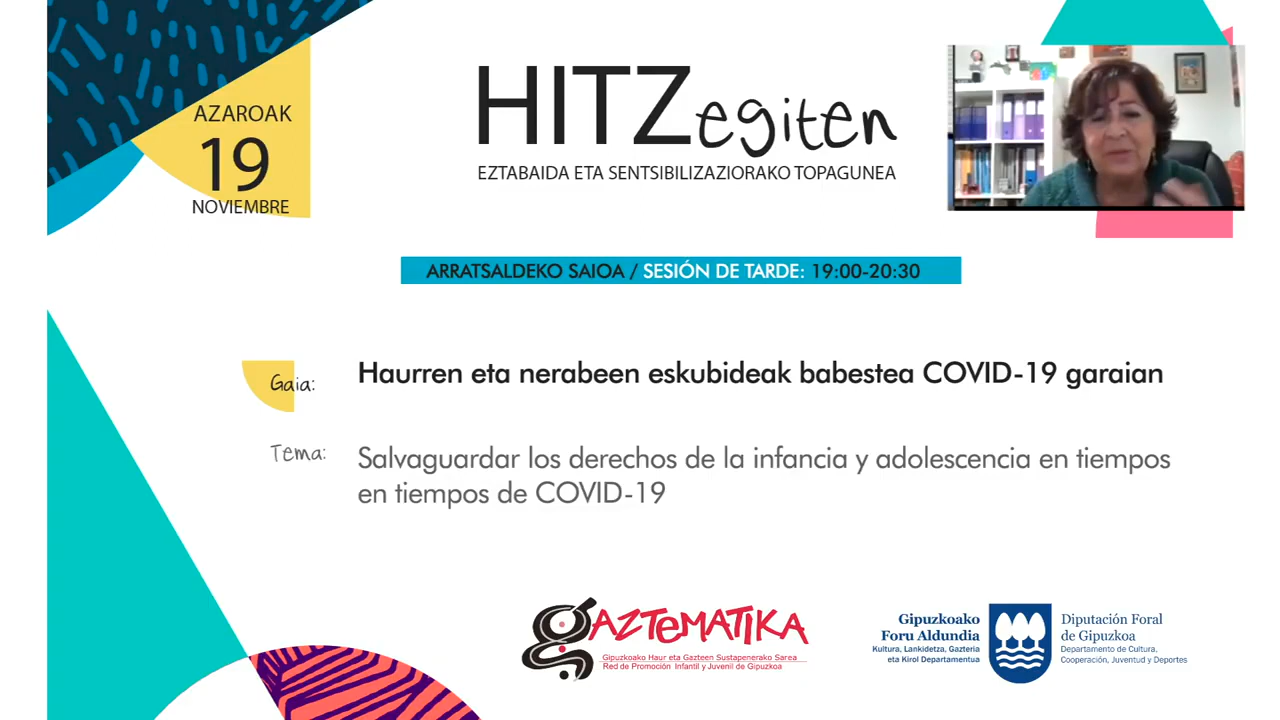 AZAROAK
19
NOVIEMBRE
HITZegiten
EZTABAIDA ETA SENTSIBILIZAZIORAKO TOPAGUNEA
ARRATSALDEKO SAIOA / SESIÓN DE TARDE: 19:00-20:30
Gaia:
Haurren eta nerabeen eskubideak babestea COVID-19 garaian
Tema:
Salvaguardar los derechos de la infancia y adolescencia en tiempos
en tiempos de COVID-19
gAZTEMATIKA
Gipuzkoako Haur eta Gazteen Sustapenerako Sarea
Red de Promoción Infantil y Juvenil de Gipuzkoa
Gipuzkoako
Foru Aldundia
Kultura, Lankidetza, Gazteria
eta Kirol Departamentua
Diputación Foral
de Gipuzkoa
Departamento de Cultura,
Cooperación, Juventud y Deportes